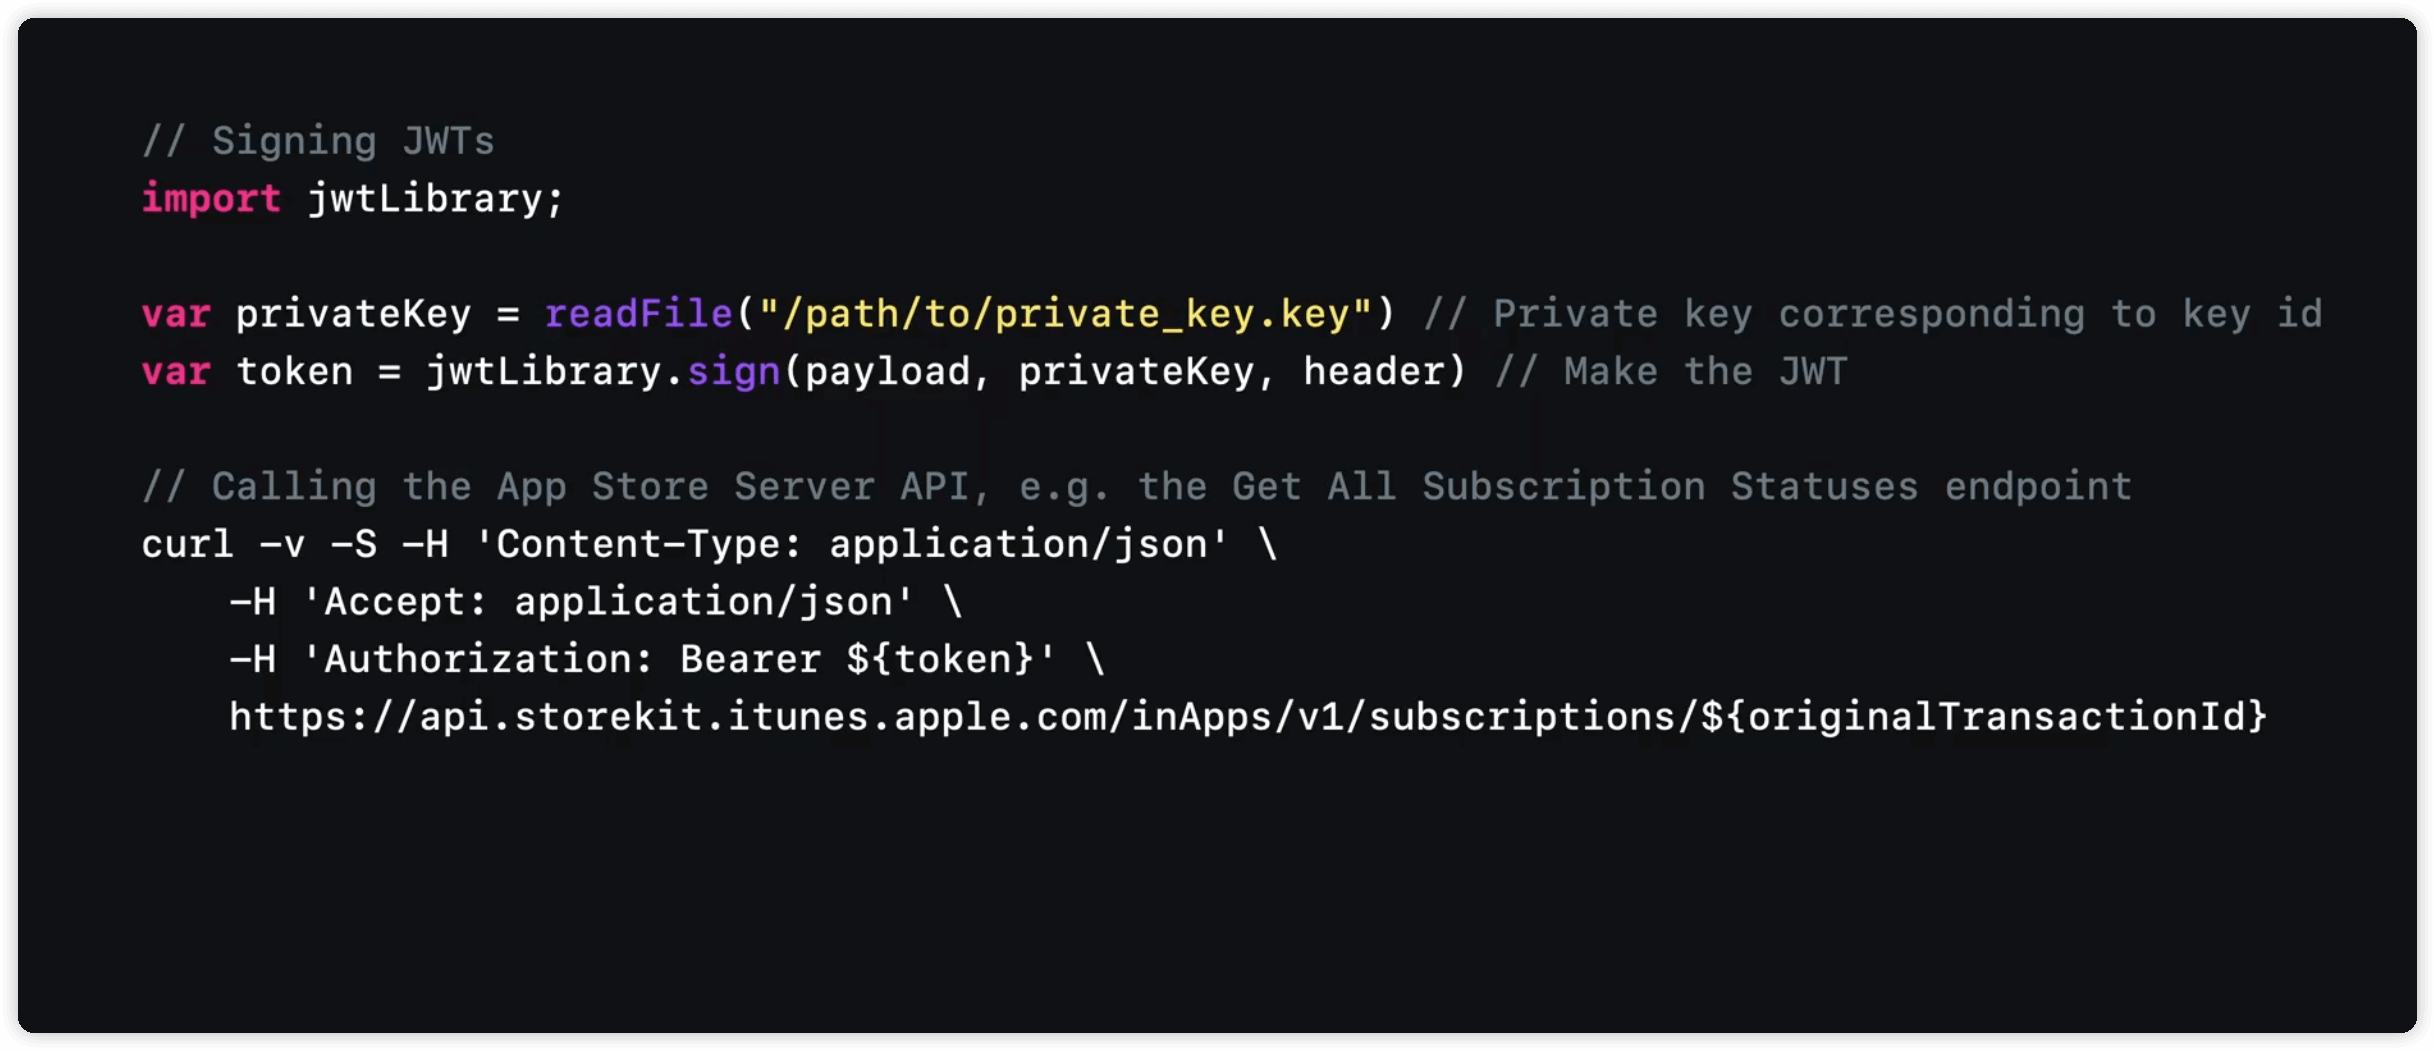 // Signing JWTs
import jwtLibrary;
var privateKey = readFile("/path/to/private_key.key") // Private key corresponding to key id
var token = jwtLibrary.sign(payload, privateKey, header) // Make the JWT
// Calling the App Store Server API, e.g. the Get All Subscription Statuses endpoint
curl -v -S -H 'Content-Type: application/json' \
-H 'Accept: application/json' \
-H 'Authorization: Bearer ${token}' \
https://api.storekit.itunes.apple.com/inApps/v1/subscriptions/${originalTransactionId}